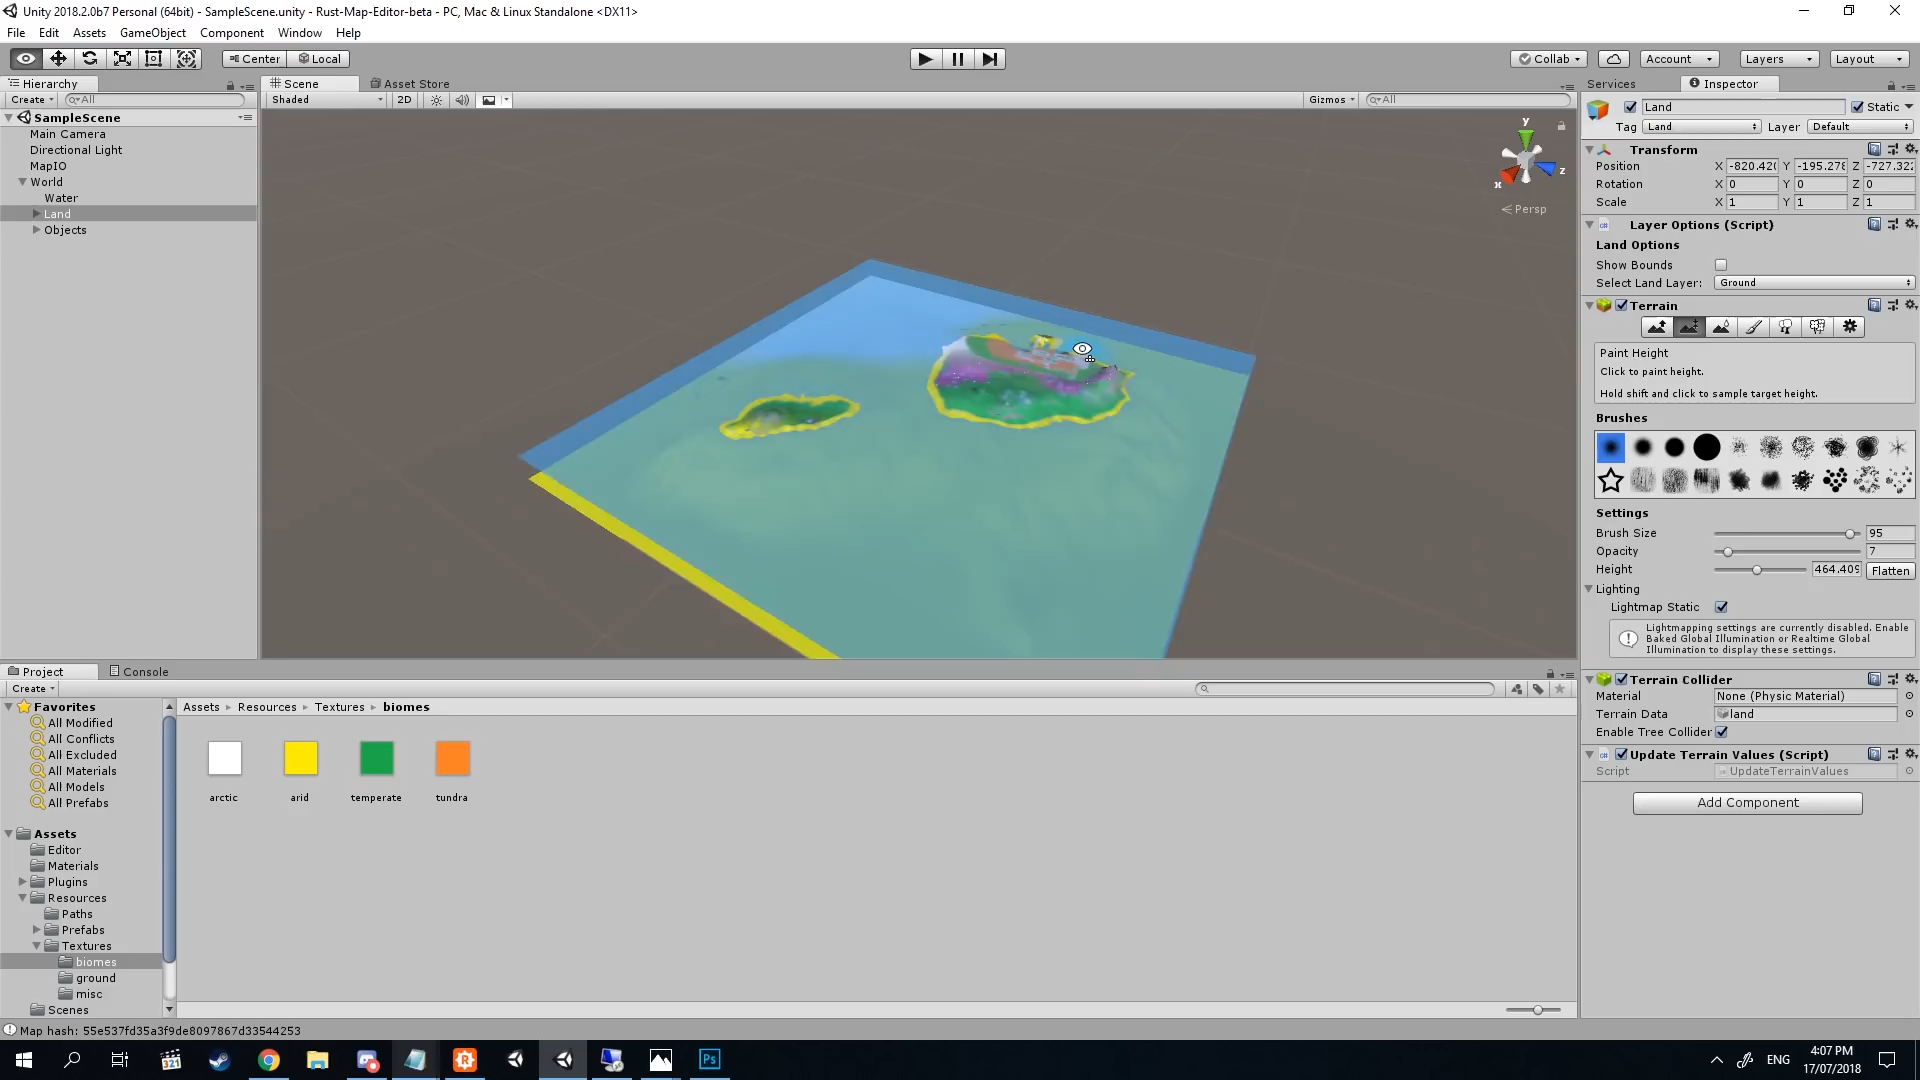 Unity 2018.2.0b7 Personal (64bit) - SampleScene.unity - Rust-Map-Editor-beta - PC, Mac & Linux Standalone <DX11>
File Edit Assets GameObject Component Window Help
Center Local Collab Account Layers Layout
Hierarchy
Create All
SampleScene
Main Camera
Directional Light
MapIO
World
Water
Land
Objects
Scene Asset Store
Shaded 2D Gizmos All
y
x
z
Persp
Services Inspector
Land Static
Tag Land Layer Default
Transform
Position X -820.42( Y -195.278 Z -727.322
Rotation X 0 Y 0 Z 0
Scale X 1 Y 1 Z 1
Layer Options (Script)
Land Options
Show Bounds
Select Land Layer: Ground
Terrain
Paint Height
Click to paint height.
Hold shift and click to sample target height.
Brushes
Settings
Brush Size 95
Opacity 7
Height 464.409 Flatten
Lighting
Lightmap Static
Lightmapping settings are currently disabled. Enable
Baked Global Illumination or Realtime Global
Illumination to display these settings.
Terrain Collider
Material None (Physic Material)
Terrain Data land
Enable Tree Collider
Update Terrain Values (Script)
Script UpdateTerrainValues
Add Component
Project Console
Create
Favorites
All Modified
All Conflicts
All Excluded
All Materials
All Models
All Prefabs
Assets
Editor
Materials
Plugins
Resources
Paths
Prefabs
Textures
biomes
ground
misc
Scenes
Assets Resources Textures biomes
arctic arid temperate tundra
Map hash: 55e537fd35a3f9de8097867d33544253
321
Ps
ENG
4:07 PM
17/07/2018